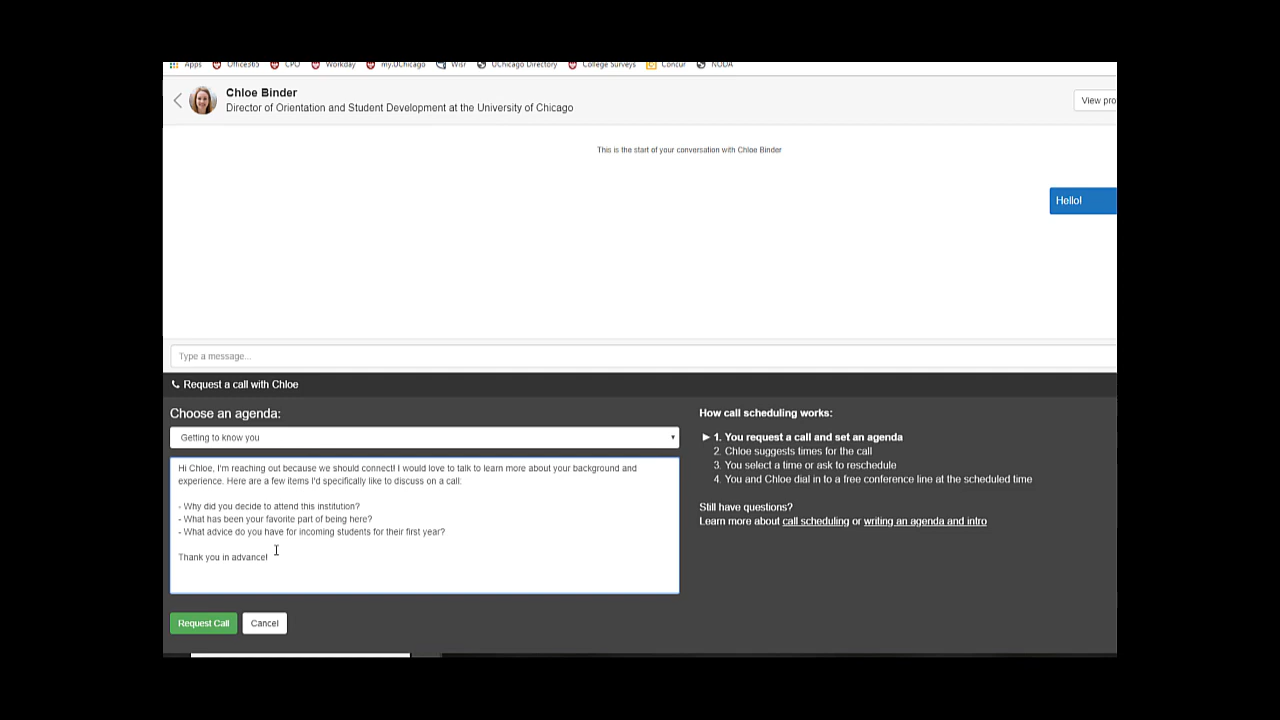 Apps Office365 CPO Workday my.UChicago Wisr UChicago Directory College Surveys Concur NODA
Chloe Binder
Director of Orientation and Student Development at the University of Chicago
View pro
This is the start of your conversation with Chloe Binder
Hello!
Type a message...
Request a call with Chloe
Choose an agenda:
Getting to know you
Hi Chloe, I'm reaching out because we should connect! I would love to talk to learn more about your background and
experience. Here are a few items I'd specifically like to discuss on a call:
- Why did you decide to attend this institution?
- What has been your favorite part of being here?
- What advice do you have for incoming students for their first year?
Thank you in advance!
Request Call Cancel
How call scheduling works:
► 1. You request a call and set an agenda
2. Chloe suggests times for the call
3. You select a time or ask to reschedule
4. You and Chloe dial in to a free conference line at the scheduled time
Still have questions?
Learn more about call scheduling or writing an agenda and intro